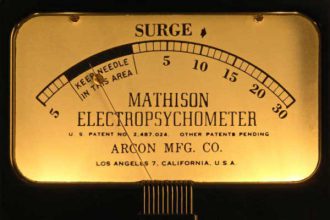 SURGE
5 5 10 15 20 30
KEEP NEEDLE
IN THIS AREA
MATHISON
ELECTROPSYCHOMETER
U. S. PATENT NO. 2,487,024. OTHER PATENTS PENDING
ARCON MFG. CO.
LOS ANGELES 7, CALIFORNIA, U.S.A.